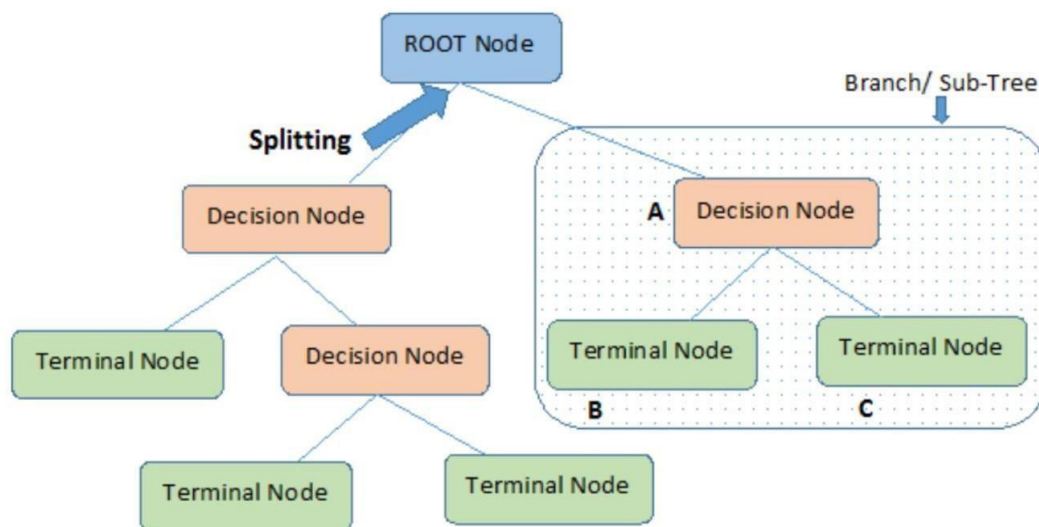 ROOT Node
Branch/ Sub-Tree
Splitting
Decision Node
A Decision Node
Terminal Node
Decision Node
Terminal Node
Terminal Node
B
C
Terminal Node
Terminal Node